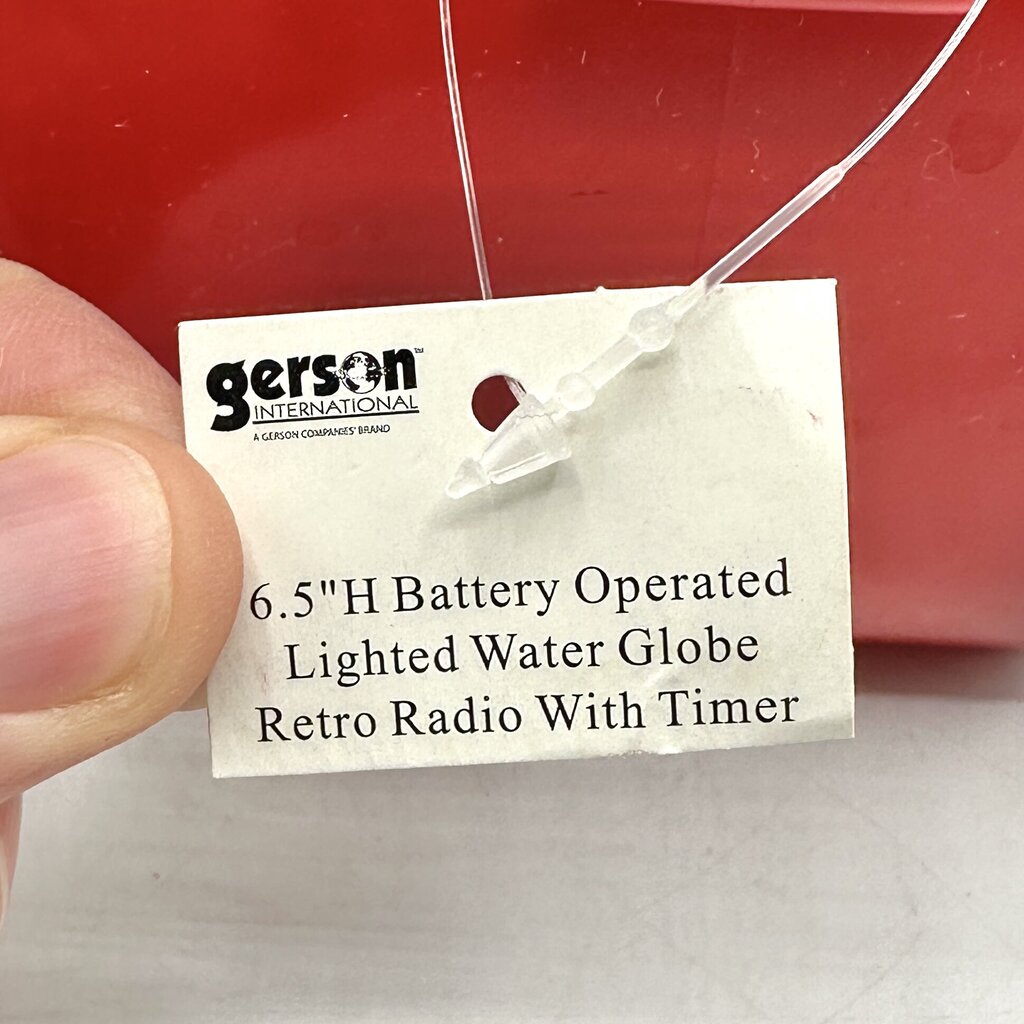 gerson™
INTERNATIONAL
A GERSON COMPANIES' BRAND
6.5"H Battery Operated
Lighted Water Globe
Retro Radio With Timer